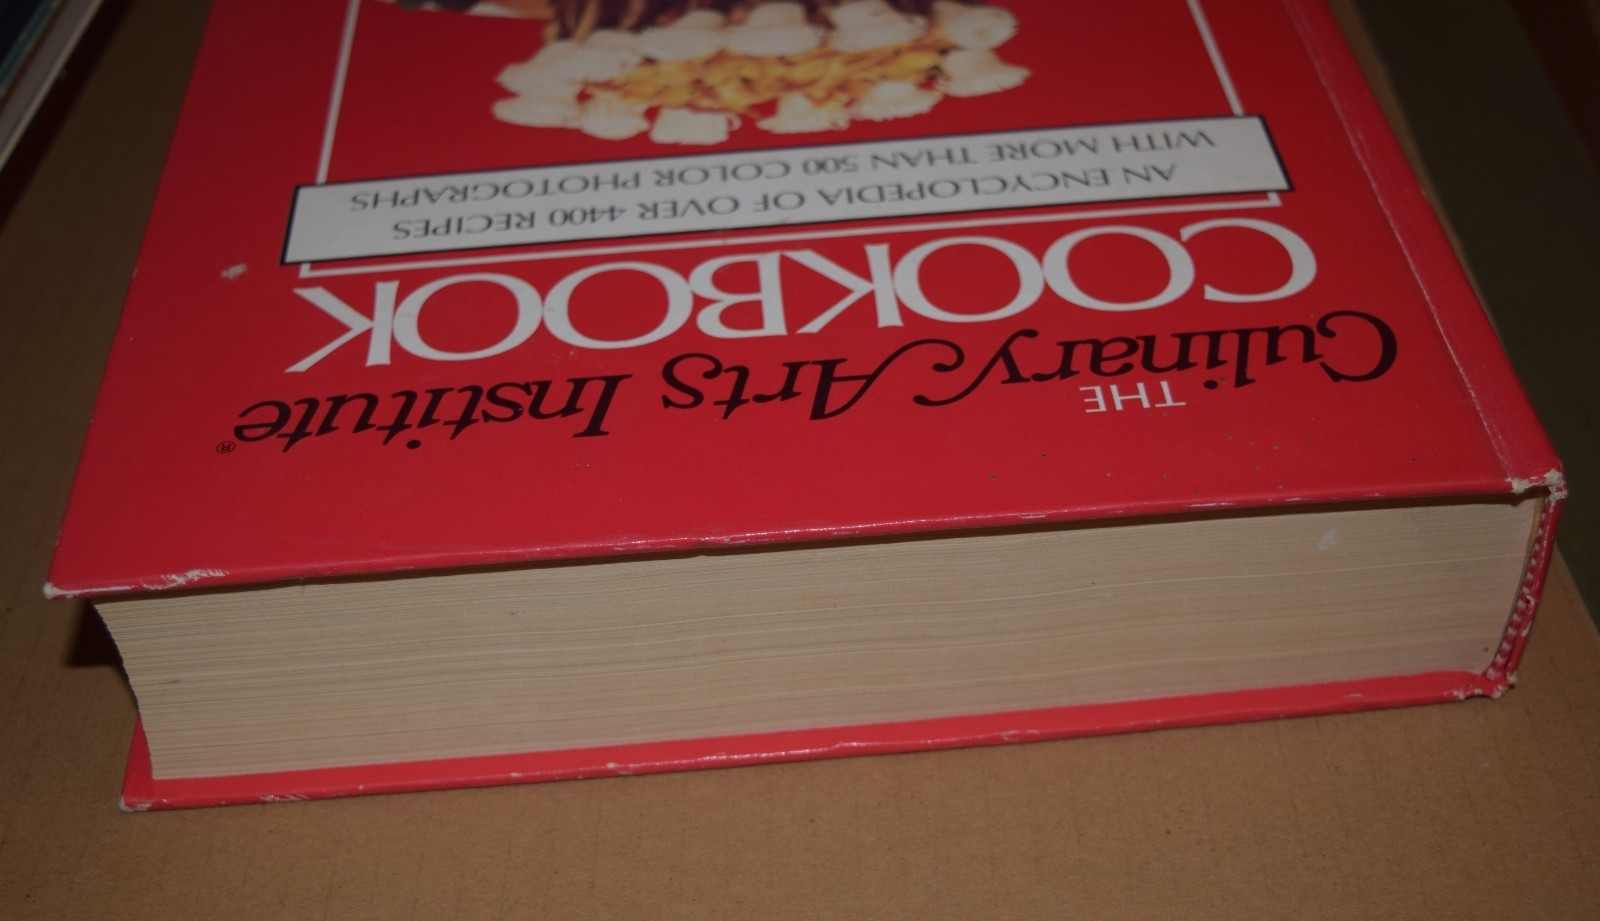 THE
Culinary Arts Institute®
COOKBOOK
AN ENCYCLOPEDIA OF OVER 4400 RECIPES
WITH MORE THAN 500 COLOR PHOTOGRAPHS